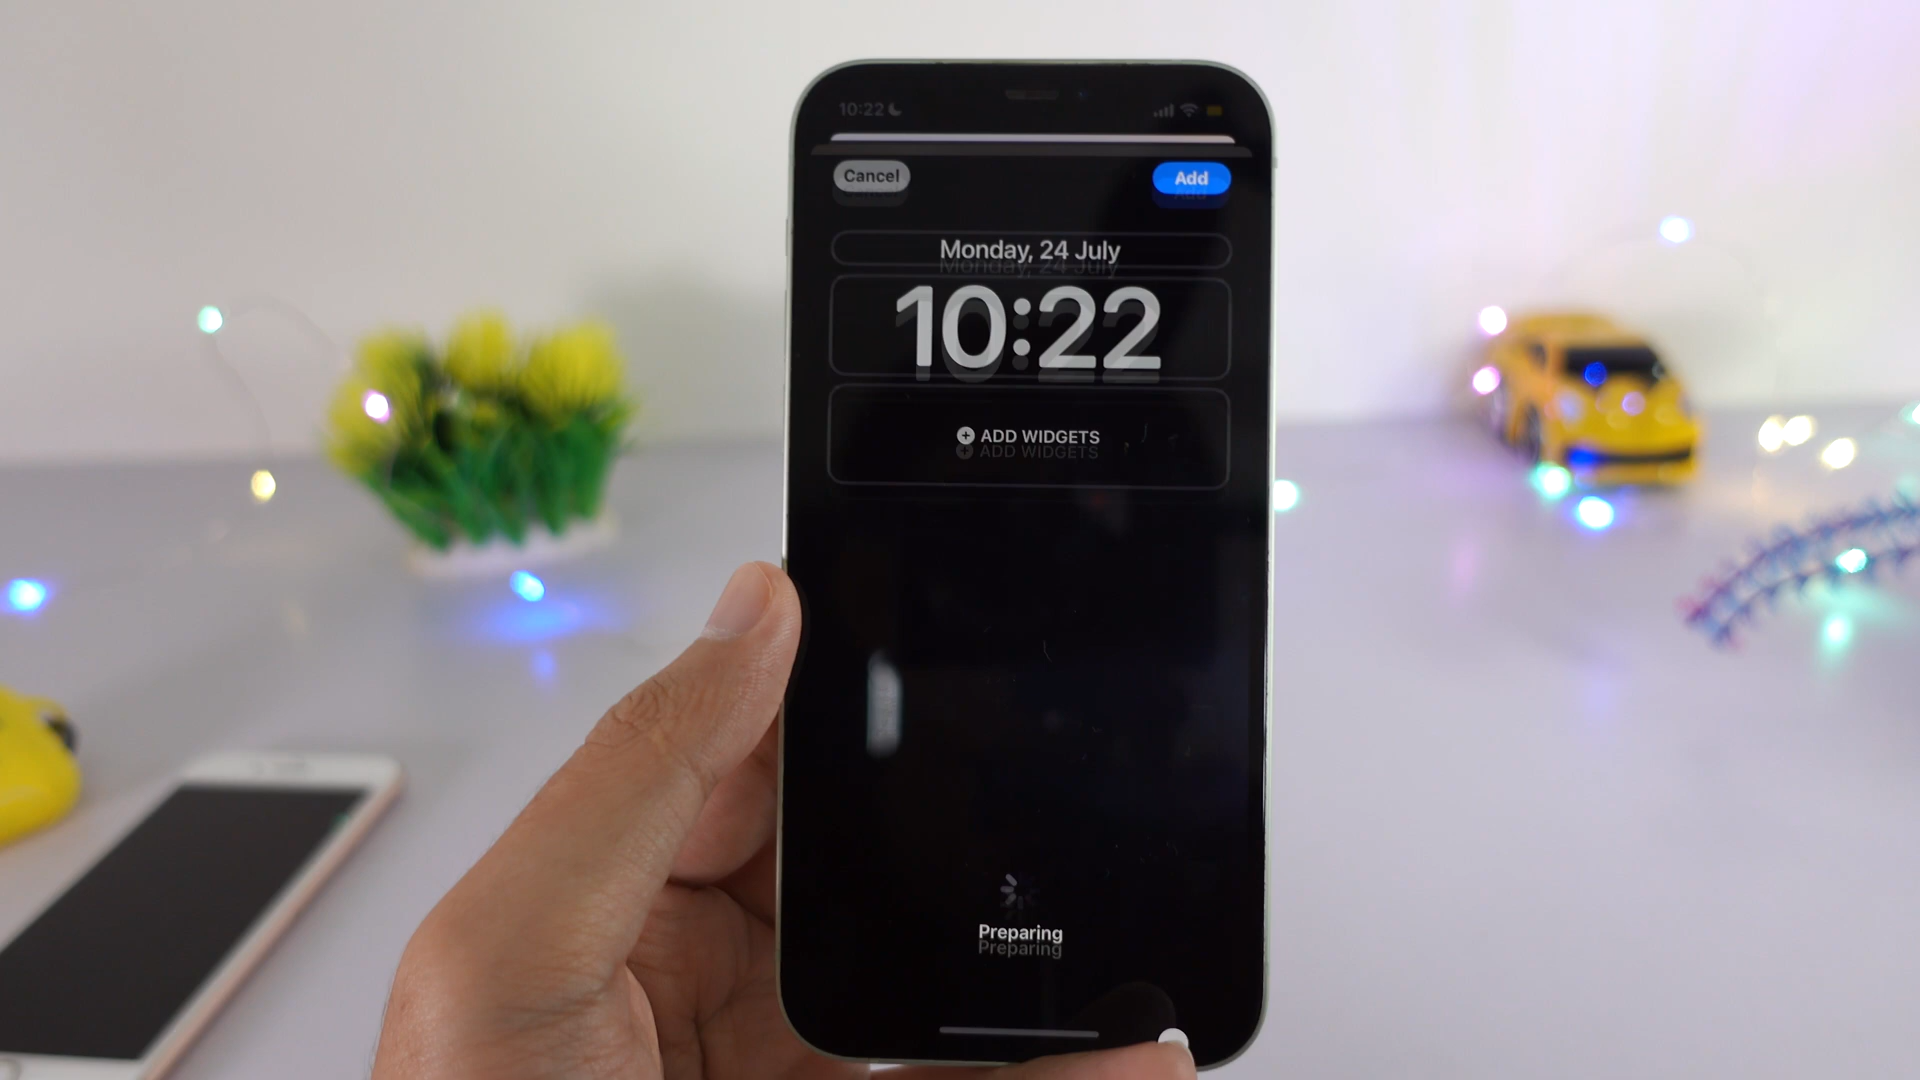 10:22
Cancel
Add
Monday, 24 July
10:22
ADD WIDGETS
Preparing